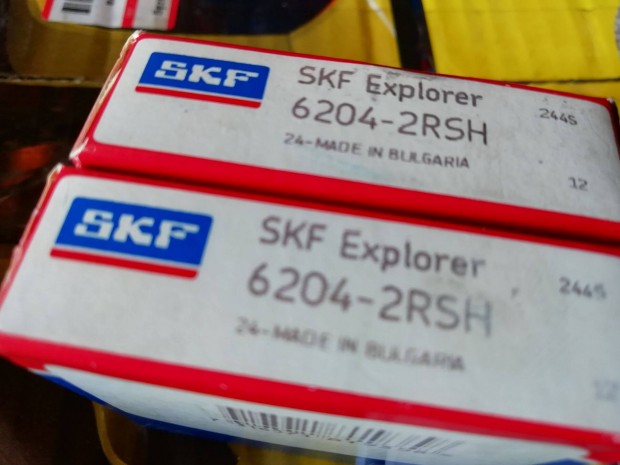 SKF
SKF Explorer
6204-2RSH
24-MADE IN BULGARIA
2445
12
SKF
SKF Explorer
6204-2RSH
24-MADE IN BULGARIA
2445
12